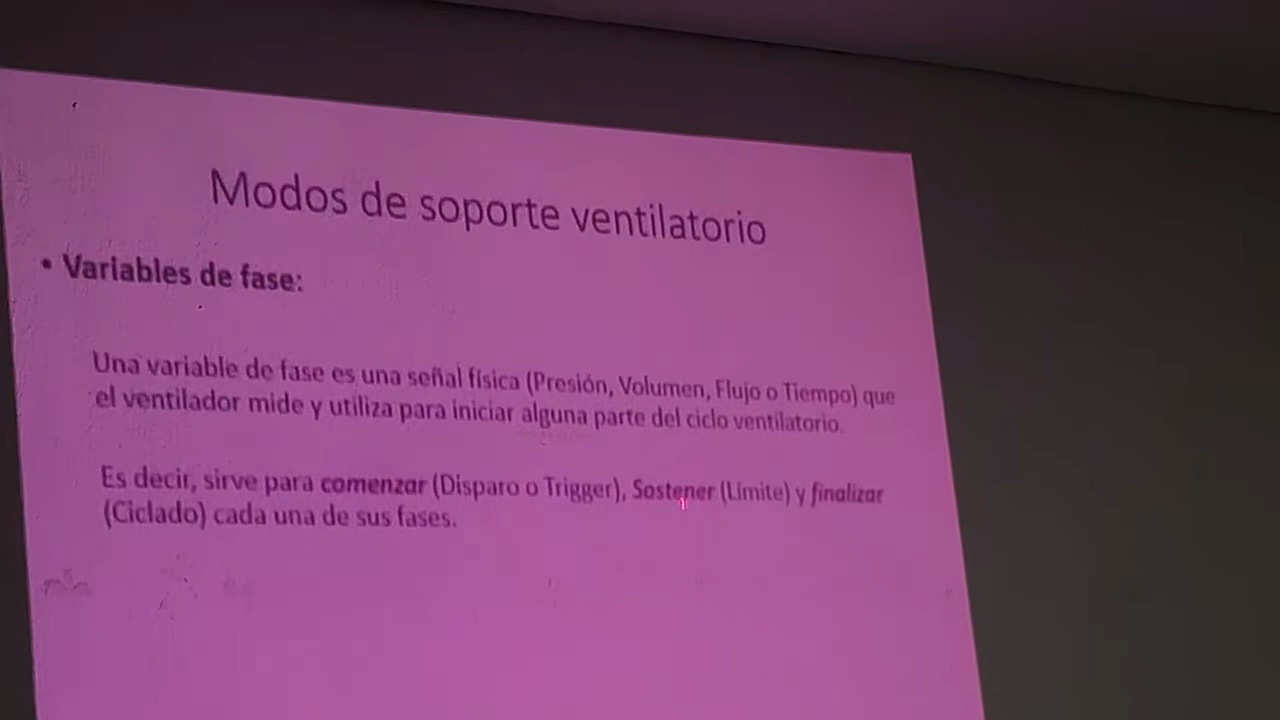 Modos de soporte ventilatorio
• Variables de fase:
Una variable de fase es una señal física (Presión, Volumen, Flujo o Tiempo) que
el ventilador mide y utiliza para iniciar alguna parte del ciclo ventilatorio.
Es decir, sirve para comenzar (Disparo o Trigger), Sostener (Límite) y finalizar
(Ciclado) cada una de sus fases.